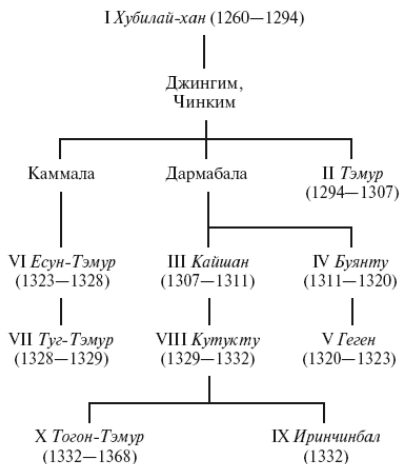 I Хубилай-хан (1260—1294)
Джингим,
Чинким
Каммала
Дармабала
II Тэмур
(1294—1307)
VI Есун-Тэмур
(1323—1328)
III Кайшан
(1307—1311)
IV Буянту
(1311—1320)
VII Туг-Тэмур
(1328—1329)
VIII Кутукту
(1329—1332)
V Геген
(1320—1323)
X Тогон-Тэмур
(1332—1368)
IX Иринчинбал
(1332)